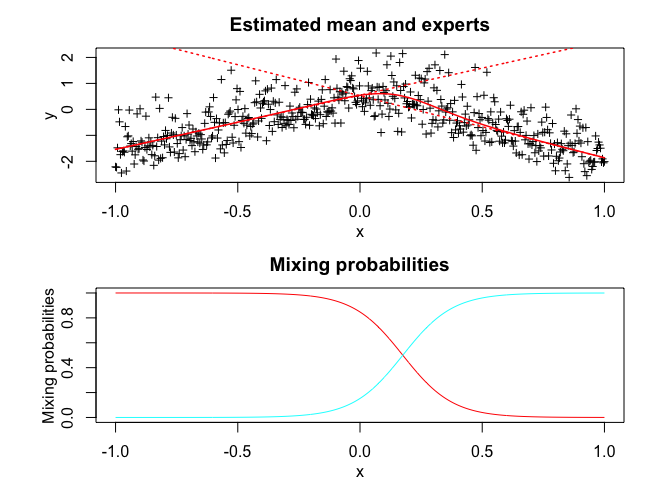 Estimated mean and experts
y
2
1
0
-2
-1.0 -0.5 0.0 0.5 1.0
x
Mixing probabilities
Mixing probabilities
0.8
0.4
0.0
-1.0 -0.5 0.0 0.5 1.0
x